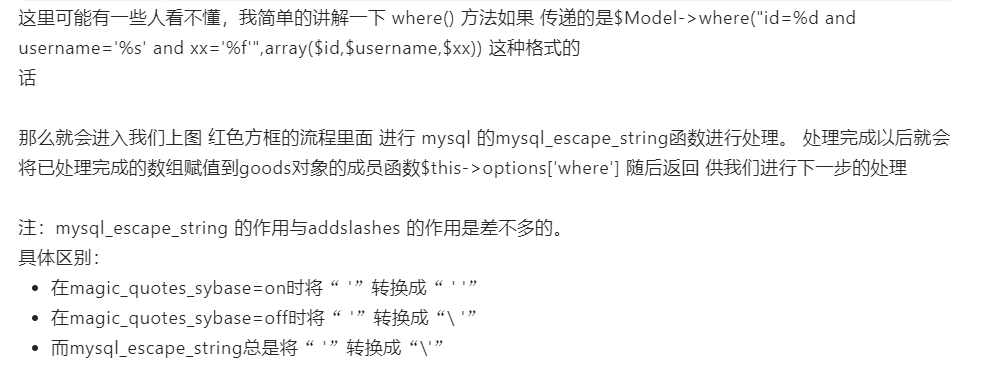 这里可能有一些人看不懂，我简单的讲解一下 where() 方法如果 传递的是$Model->where("id=%d and
username='%s' and xx='%f'",array($id,$username,$xx)) 这种格式的
话
那么就会进入我们上图 红色方框的流程里面 进行 mysql 的mysql_escape_string函数进行处理。 处理完成以后就会
将已处理完成的数组赋值到goods对象的成员函数$this->options['where'] 随后返回 供我们进行下一步的处理
注：mysql_escape_string 的作用与addslashes 的作用是差不多的。
具体区别：
• 在magic_quotes_sybase=on时将“ '” 转换成“ ' '”
• 在magic_quotes_sybase=off时将“ '” 转换成“\ '”
• 而mysql_escape_string总是将“ '” 转换成“\'”